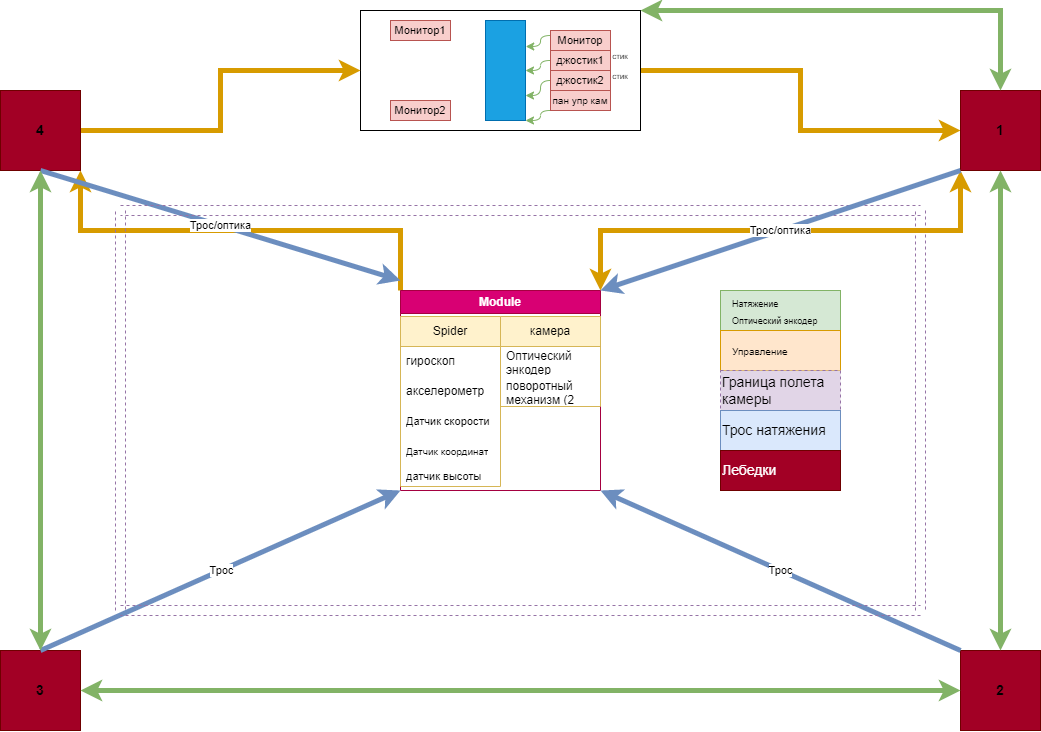 Монитор1
Монитор
джостик1
стик
джостик2
стик
пан упр кам
Монитор2
4
1
Трос/оптика
Трос/оптика
Module
Spider
камера
гироскоп
Оптический
энкодер
акселерометр
поворотный
механизм (2
Датчик скорости
Датчик координат
датчик высоты
Натяжение
Оптический энкодер
Управление
Граница полета
камеры
Трос натяжения
Лебедки
Трос
Трос
3
2